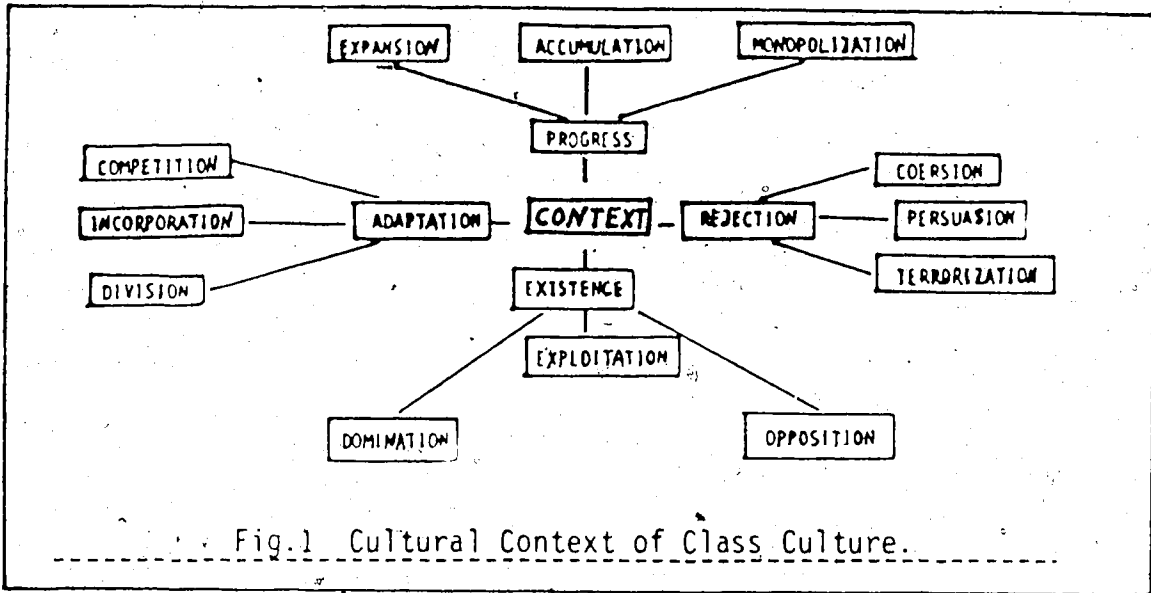 EXPANSION ACCUMULATION MONOPOLIZATION
PROGRESS
COMPETITION COERSION
INCORPORATION ADAPTATION CONTEXT REJECTION PERSUASION
DIVISION EXISTENCE TERRORIZATION
EXPLOITATION
DOMINATION OPPOSITION
Fig.1 Cultural Context of Class Culture.